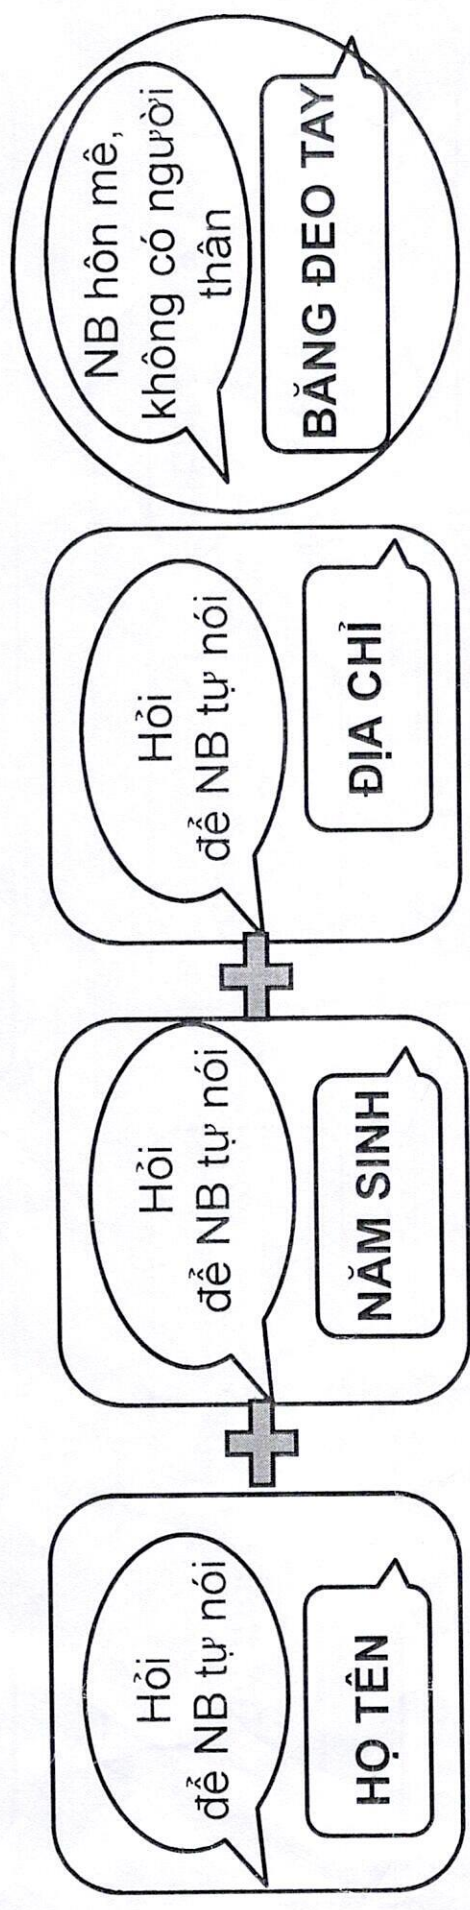 Hỏi
để NB tự nói
HỌ TÊN
Hỏi
để NB tự nói
NĂM SINH
Hỏi
để NB tự nói
ĐỊA CHỈ
NB hôn mê,
không có người
thân
BĂNG ĐEO TAY